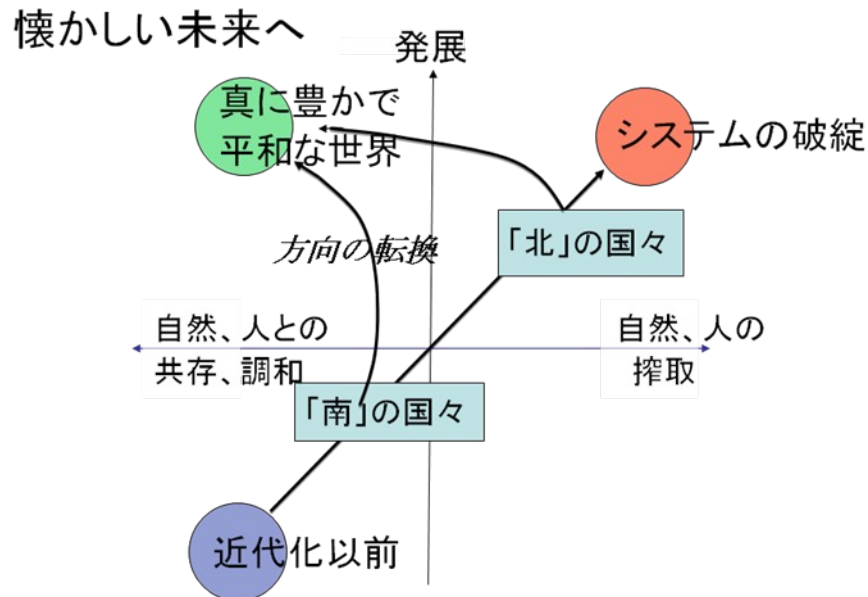 懐かしい未来へ
発展
真に豊かで
平和な世界
システムの破綻
「北」の国々
方向の転換
自然、人との
共存、調和
自然、人の
搾取
「南」の国々
近代化以前